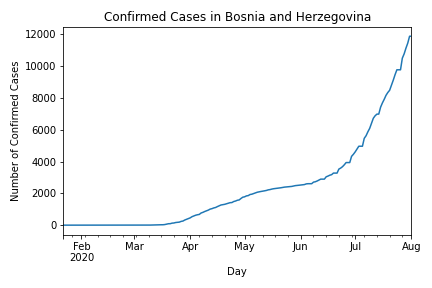 Confirmed Cases in Bosnia and Herzegovina
Number of Confirmed Cases
12000
10000
8000
6000
4000
2000
0
Feb Mar Apr May Jun Jul Aug
2020
Day